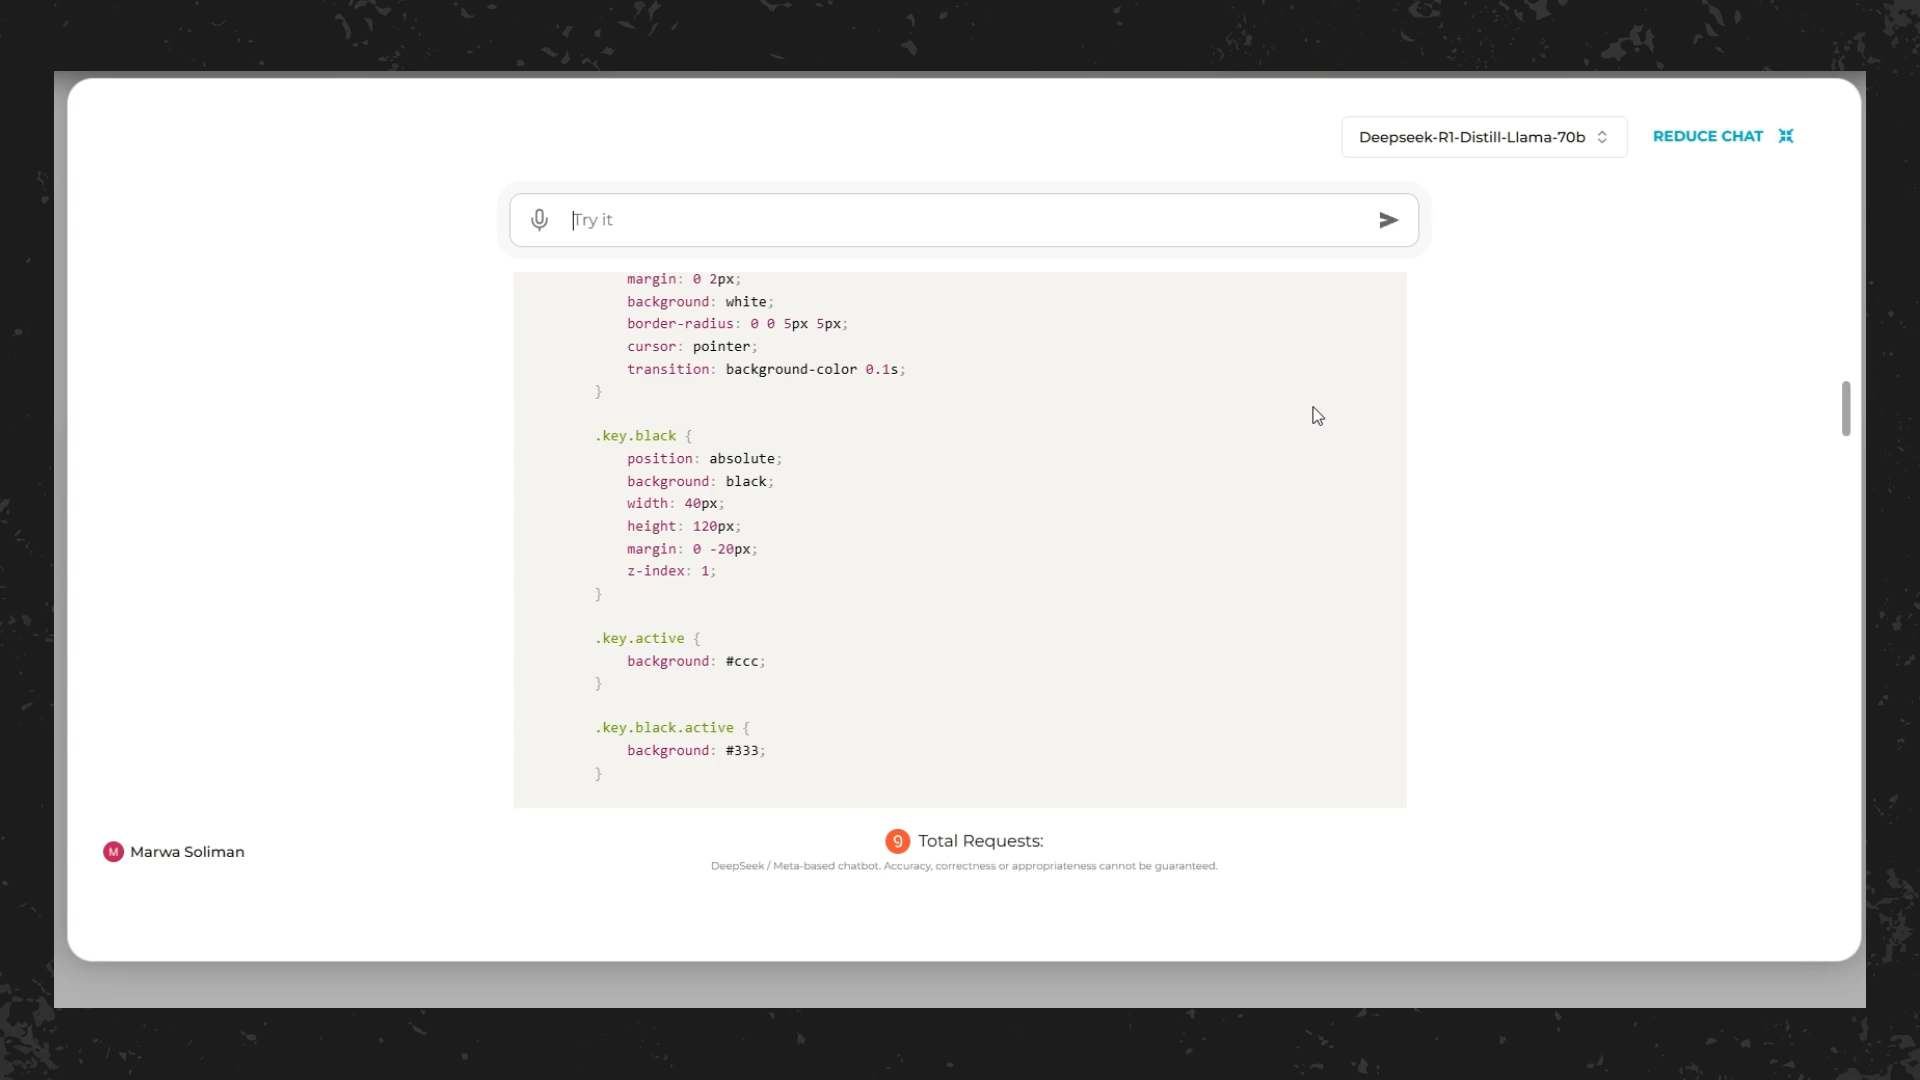 Deepseek-R1-Distill-Llama-70b
REDUCE CHAT
Try it
margin: 0 2px;
background: white;
border-radius: 0 0 5px 5px;
cursor: pointer;
transition: background-color 0.1s;
}
.key.black {
position: absolute;
background: black;
width: 40px;
height: 120px;
margin: 0 -20px;
z-index: 1;
}
.key.active {
background: #ccc;
}
.key.black.active {
background: #333;
}
9 Total Requests:
M Marwa Soliman
DeepSeek / Meta-based chatbot. Accuracy, correctness or appropriateness cannot be guaranteed.